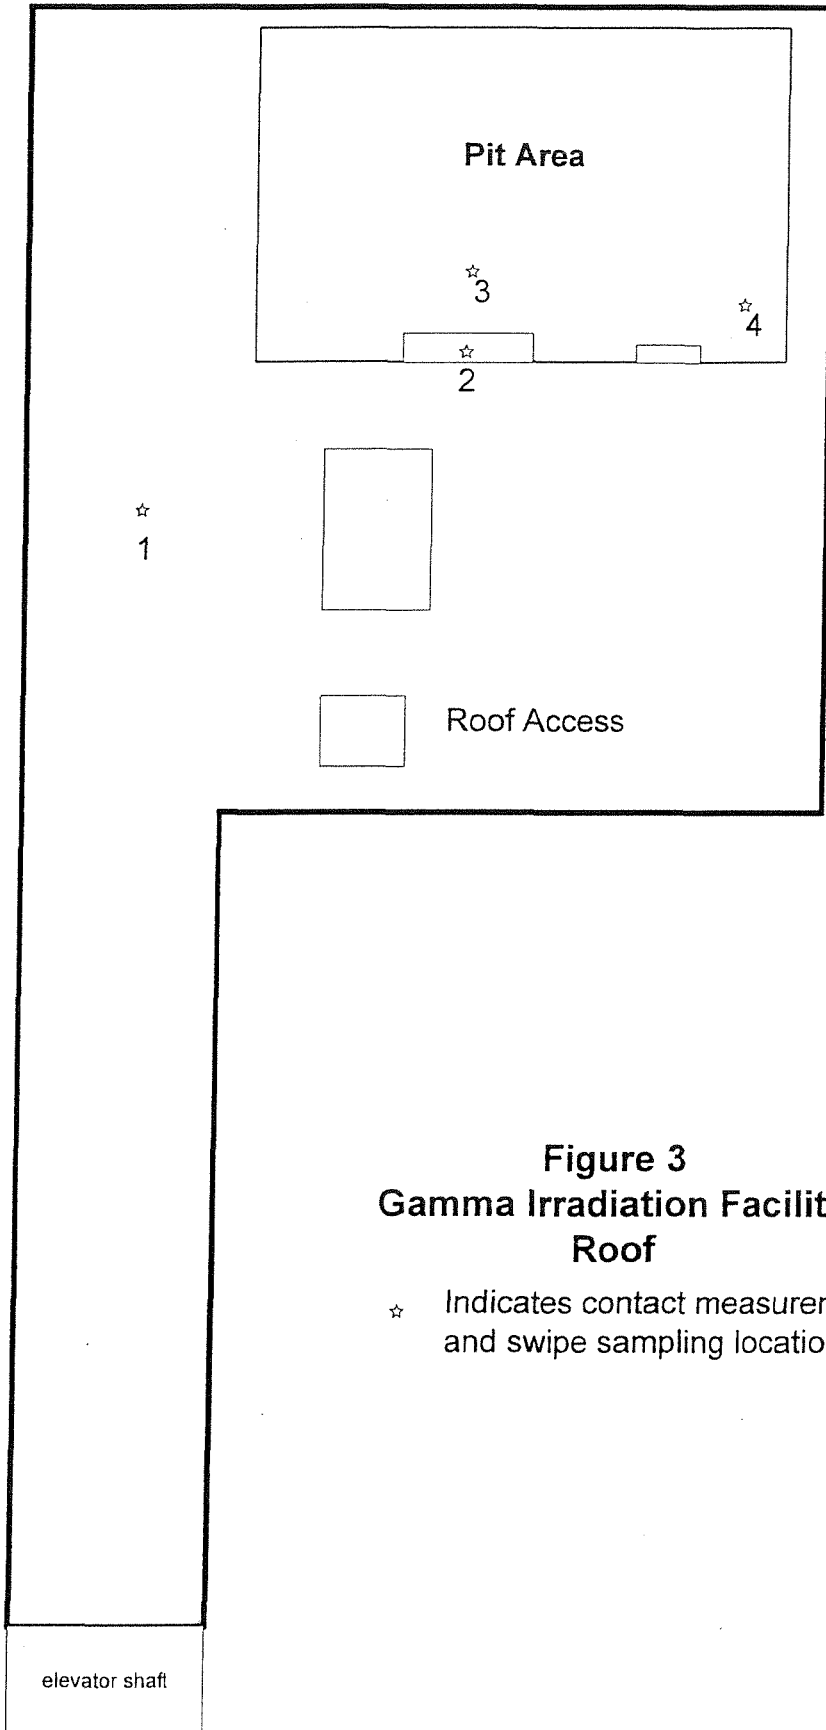 Pit Area
3
4
2
1
Roof Access
Figure 3
Gamma Irradiation Facilit
Roof
Indicates contact measurer
and swipe sampling locatio
elevator shaft